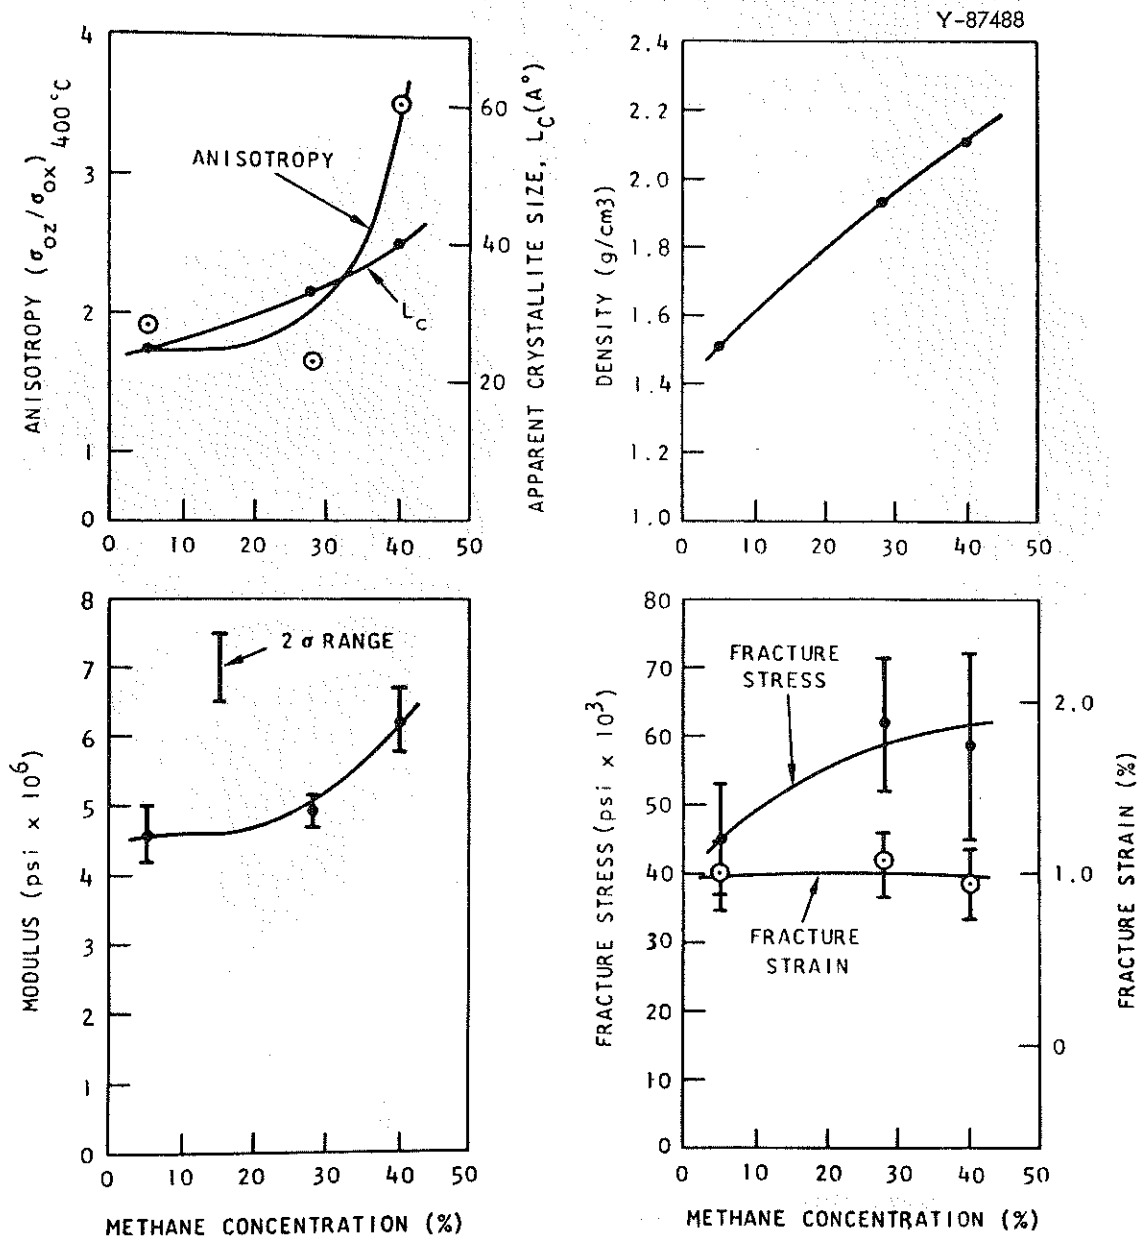 Y-87488
4
3
2
1
0
ANISOTROPY (σoz/σox) 400°C
ANISOTROPY
Lc
60
40
20
APPARENT CRYSTALLITE SIZE, LC (A°)
0 10 20 30 40 50
2.4
2.2
2.0
1.8
1.6
1.4
1.2
1.0
DENSITY (g/cm3)
0 10 20 30 40 50
8
7
6
5
4
3
2
1
0
MODULUS (psi x 10⁶)
2 σ RANGE
0 10 20 30 40 50
METHANE CONCENTRATION (%)
80
70
60
50
40
30
20
10
0
FRACTURE STRESS (psi x 10³)
FRACTURE
STRESS
FRACTURE
STRAIN
2.0
1.0
0
FRACTURE STRAIN (%)
0 10 20 30 40 50
METHANE CONCENTRATION (%)